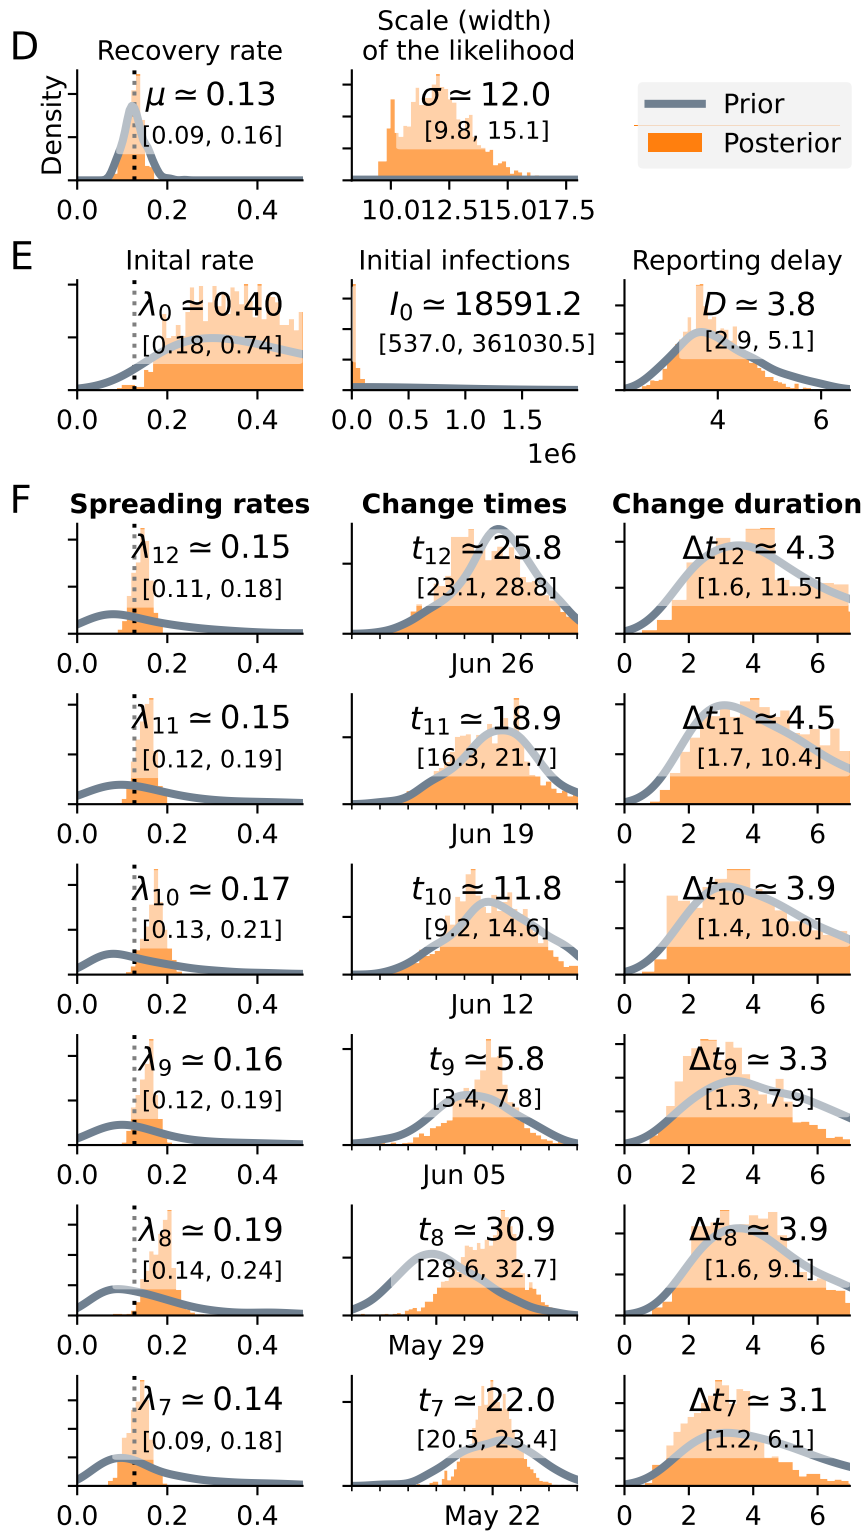 D
Recovery rate
Scale (width)
of the likelihood
Density
μ ≃ 0.13
[0.09, 0.16]
0.0 0.2 0.4
σ ≃ 12.0
[9.8, 15.1]
10.0 12.5 15.0 17.5
Prior
Posterior
E
Inital rate
Initial infections
Reporting delay
λ0 ≃ 0.40
[0.18, 0.74]
0.0 0.2 0.4
I0 ≃ 18591.2
[537.0, 361030.5]
0.0 0.5 1.0 1.5
1e6
D ≃ 3.8
[2.9, 5.1]
4 6
F
Spreading rates
Change times
Change duration
λ12 ≃ 0.15
[0.11, 0.18]
0.0 0.2 0.4
t12 ≃ 25.8
[23.1, 28.8]
Jun 26
Δt12 ≃ 4.3
[1.6, 11.5]
0 2 4 6
λ11 ≃ 0.15
[0.12, 0.19]
0.0 0.2 0.4
t11 ≃ 18.9
[16.3, 21.7]
Jun 19
Δt11 ≃ 4.5
[1.7, 10.4]
0 2 4 6
λ10 ≃ 0.17
[0.13, 0.21]
0.0 0.2 0.4
t10 ≃ 11.8
[9.2, 14.6]
Jun 12
Δt10 ≃ 3.9
[1.4, 10.0]
0 2 4 6
λ9 ≃ 0.16
[0.12, 0.19]
0.0 0.2 0.4
t9 ≃ 5.8
[3.4, 7.8]
Jun 05
Δt9 ≃ 3.3
[1.3, 7.9]
0 2 4 6
λ8 ≃ 0.19
[0.14, 0.24]
0.0 0.2 0.4
t8 ≃ 30.9
[28.6, 32.7]
May 29
Δt8 ≃ 3.9
[1.6, 9.1]
0 2 4 6
λ7 ≃ 0.14
[0.09, 0.18]
0.0 0.2 0.4
t7 ≃ 22.0
[20.5, 23.4]
May 22
Δt7 ≃ 3.1
[1.2, 6.1]
0 2 4 6